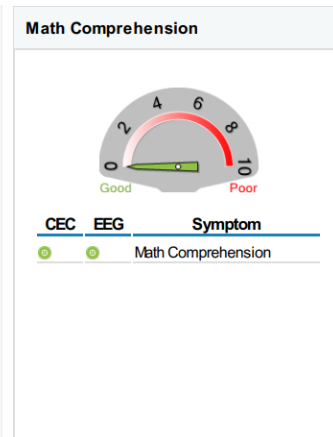 Math Comprehension
0 2 4 6 8 10
Good Poor
CEC EEG Symptom
Math Comprehension